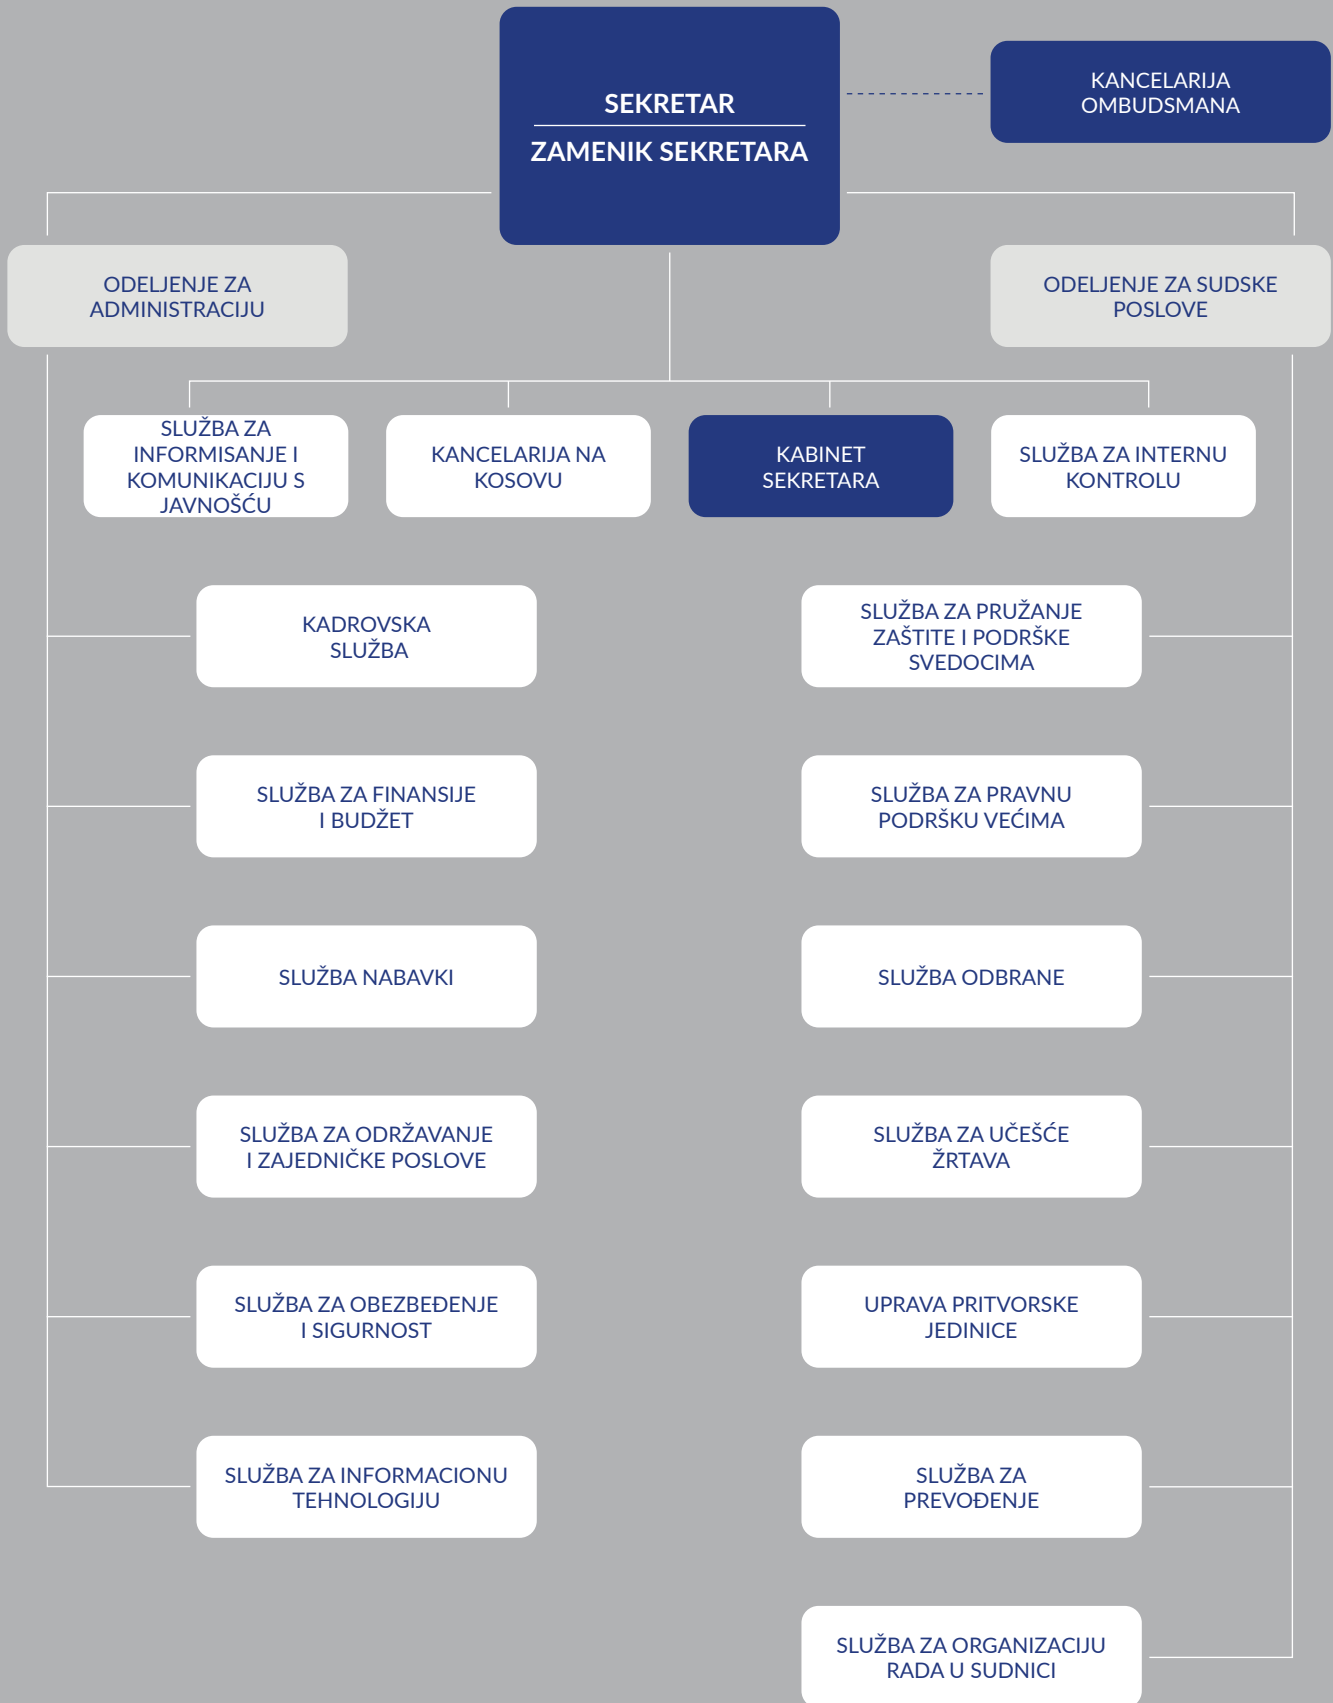 SEKRETAR
ZAMENIK SEKRETARA
KANCELARIJA
OMBUDSMANA
ODELJENJE ZA
ADMINISTRACIJU
ODELJENJE ZA SUDSKE
POSLOVE
SLUŽBA ZA
INFORMISANJE I
KOMUNIKACIJU S
JAVNOŠĆU
KANCELARIJA NA
KOSOVU
KABINET
SEKRETARA
SLUŽBA ZA INTERNU
KONTROLU
KADROVSKA
SLUŽBA
SLUŽBA ZA PRUŽANJE
ZAŠTITE I PODRŠKE
SVEDOCIMA
SLUŽBA ZA FINANSIJE
I BUDŽET
SLUŽBA ZA PRAVNU
PODRŠKU VEĆIMA
SLUŽBA NABAVKI
SLUŽBA ODBRANE
SLUŽBA ZA ODRŽAVANJE
I ZAJEDNIČKE POSLOVE
SLUŽBA ZA UČEŠĆE
ŽRTAVA
SLUŽBA ZA OBEZBEĐENJE
I SIGURNOST
UPRAVA PRITVORSKE
JEDINICE
SLUŽBA ZA INFORMACIONU
TEHNOLOGIJU
SLUŽBA ZA
PREVOĐENJE
SLUŽBA ZA ORGANIZACIJU
RADA U SUDNICI